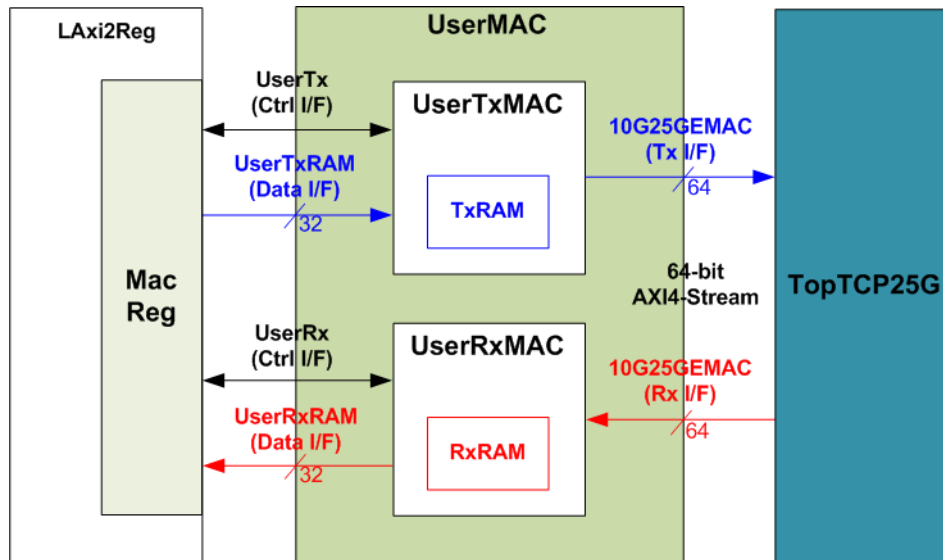 LAxi2Reg
UserMAC
UserTx
(Ctrl I/F)
UserTxMAC
10G25GEMAC
(Tx I/F)
UserTxRAM
(Data I/F)
32
TxRAM
64
Mac
Reg
64-bit
AXI4-Stream
TopTCP25G
UserRx
(Ctrl I/F)
UserRxMAC
10G25GEMAC
(Rx I/F)
UserRxRAM
(Data I/F)
32
RxRAM
64